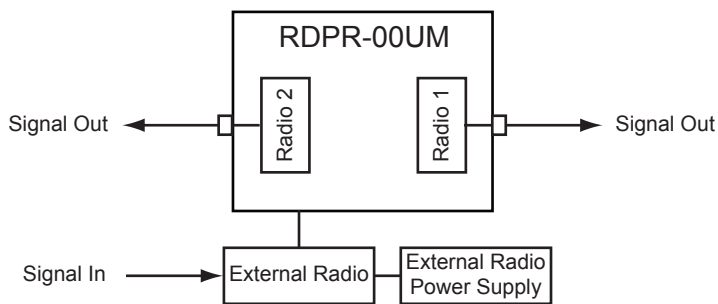 RDPR-00UM
Signal Out
Radio 2
Radio 1
Signal Out
Signal In
External Radio
External Radio
Power Supply